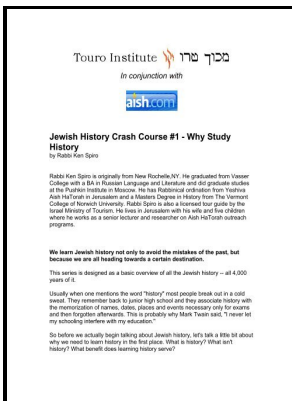 Touro Institute מכון טרו
In conjunction with
aish.com
Jewish History Crash Course #1 - Why Study
History
by Rabbi Ken Spiro
Rabbi Ken Spiro is originally from New Rochelle,NY. He graduated from Vasser
College with a BA in Russian Language and Literature and did graduate studies
at the Pushkin Institute in Moscow. He has Rabbinical ordination from Yeshiva
Aish HaTorah in Jerusalem and a Masters Degree in History from The Vermont
College of Norwich University. Rabbi Spiro is also a licensed tour guide by the
Israel Ministry of Tourism. He lives in Jerusalem with his wife and five children
where he works as a senior lecturer and researcher on Aish HaTorah outreach
programs.
We learn Jewish history not only to avoid the mistakes of the past, but
because we are all heading towards a certain destination.
This series is designed as a basic overview of all the Jewish history -- all 4,000
years of it.
Usually when one mentions the word "history" most people break out in a cold
sweat. They remember back to junior high school and they associate history with
the memorization of names, dates, places and events necessary only for exams
and then forgotten afterwards. This is probably why Mark Twain said, "I never let
my schooling interfere with my education."
So before we actually begin talking about Jewish history, let's talk a little bit about
why we need to learn history in the first place. What is history? What isn't
history? What benefit does learning history serve?